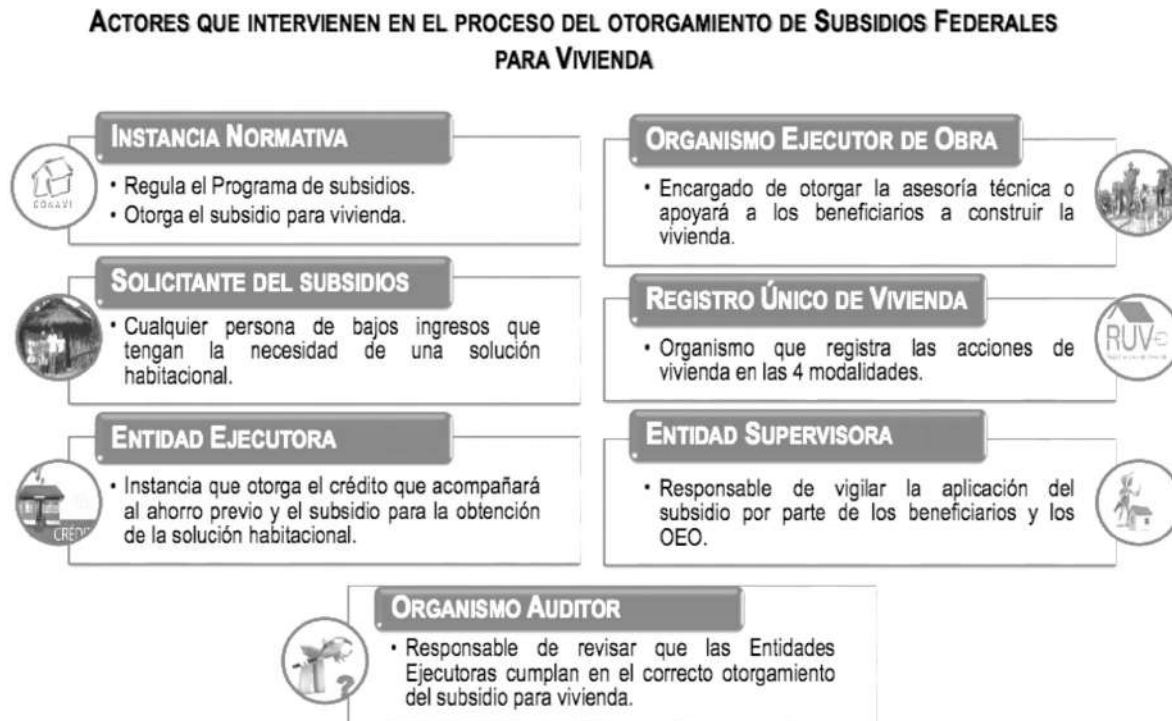 ACTORES QUE INTERVIENEN EN EL PROCESO DEL OTORGAMIENTO DE SUBSIDIOS FEDERALES
PARA VIVIENDA
INSTANCIA NORMATIVA
CONAVI
• Regula el Programa de subsidios.
• Otorga el subsidio para vivienda.
SOLICITANTE DEL SUBSIDIOS
• Cualquier persona de bajos ingresos que
tengan la necesidad de una solución
habitacional.
ENTIDAD EJECUTORA
• Instancia que otorga el crédito que acompañará
al ahorro previo y el subsidio para la obtención
de la solución habitacional.
CRÉDIT
ORGANISMO EJECUTOR DE OBRA
• Encargado de otorgar la asesoría técnica o
apoyará a los beneficiarios a construir la
vivienda.
REGISTRO ÚNICO DE VIVIENDA
• Organismo que registra las acciones de
vivienda en las 4 modalidades.
RUV
ENTIDAD SUPERVISORA
• Responsable de vigilar la aplicación del
subsidio por parte de los beneficiarios y los
OEO.
ORGANISMO AUDITOR
• Responsable de revisar que las Entidades
Ejecutoras cumplan en el correcto otorgamiento
del subsidio para vivienda.
?